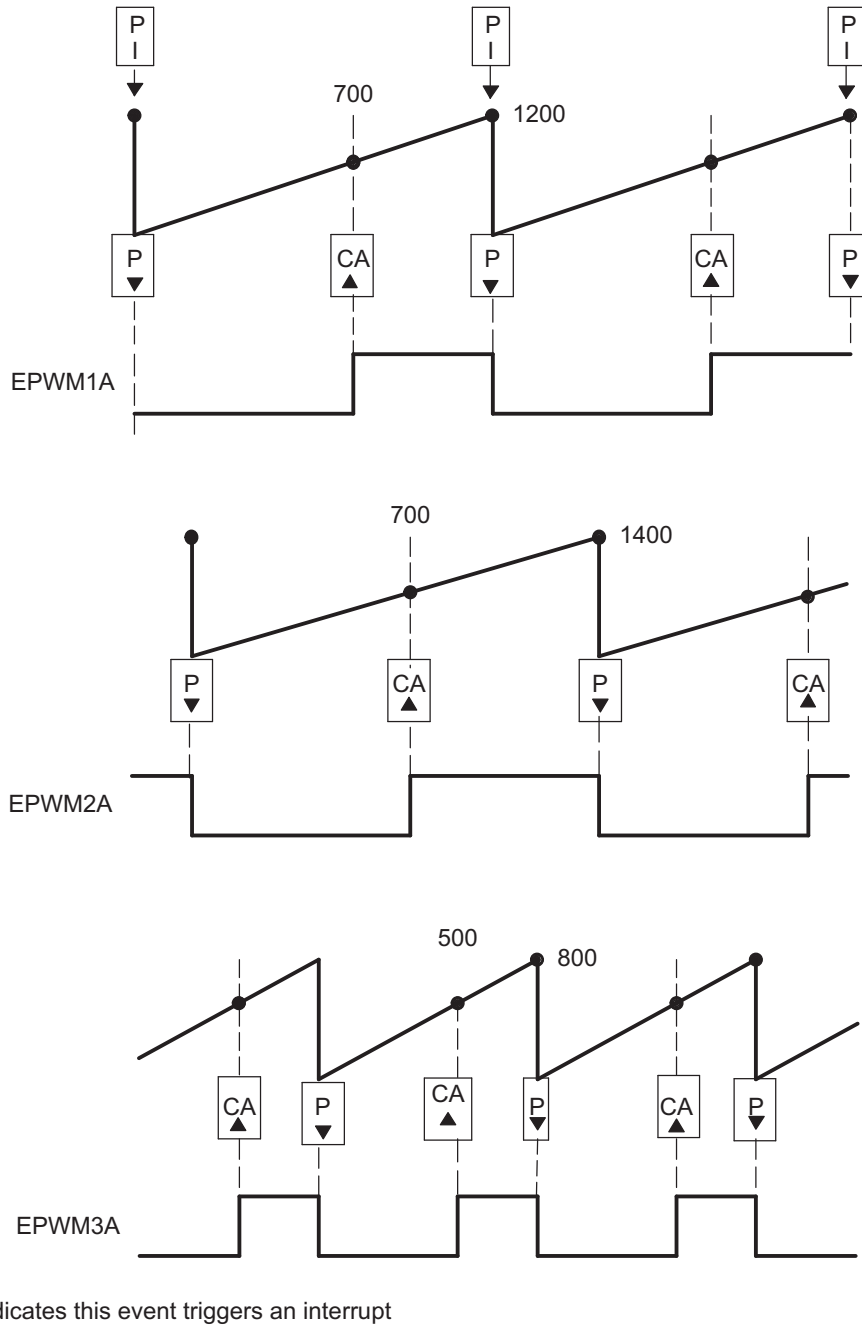 P P P
I I I
700
1200
P CA P CA P
EPWM1A
700
1400
P CA P CA
EPWM2A
500
800
CA P CA P CA P
EPWM3A
dicates this event triggers an interrupt